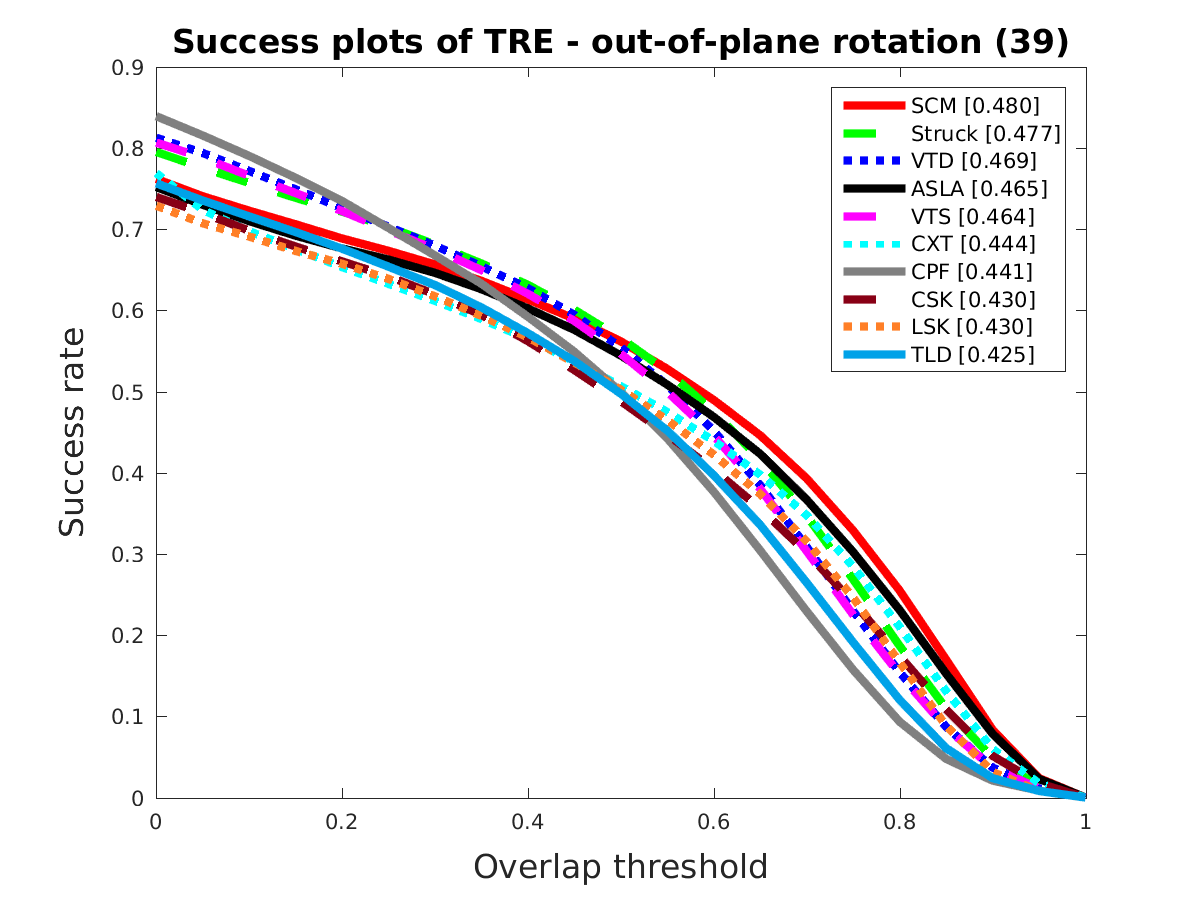 Success plots of TRE - out-of-plane rotation (39)
0.9
0.8
0.7
0.6
0.5
0.4
0.3
0.2
0.1
0
Success rate
SCM [0.480]
Struck [0.477]
VTD [0.469]
ASLA [0.465]
VTS [0.464]
CXT [0.444]
CPF [0.441]
CSK [0.430]
LSK [0.430]
TLD [0.425]
0 0.2 0.4 0.6 0.8 1
Overlap threshold